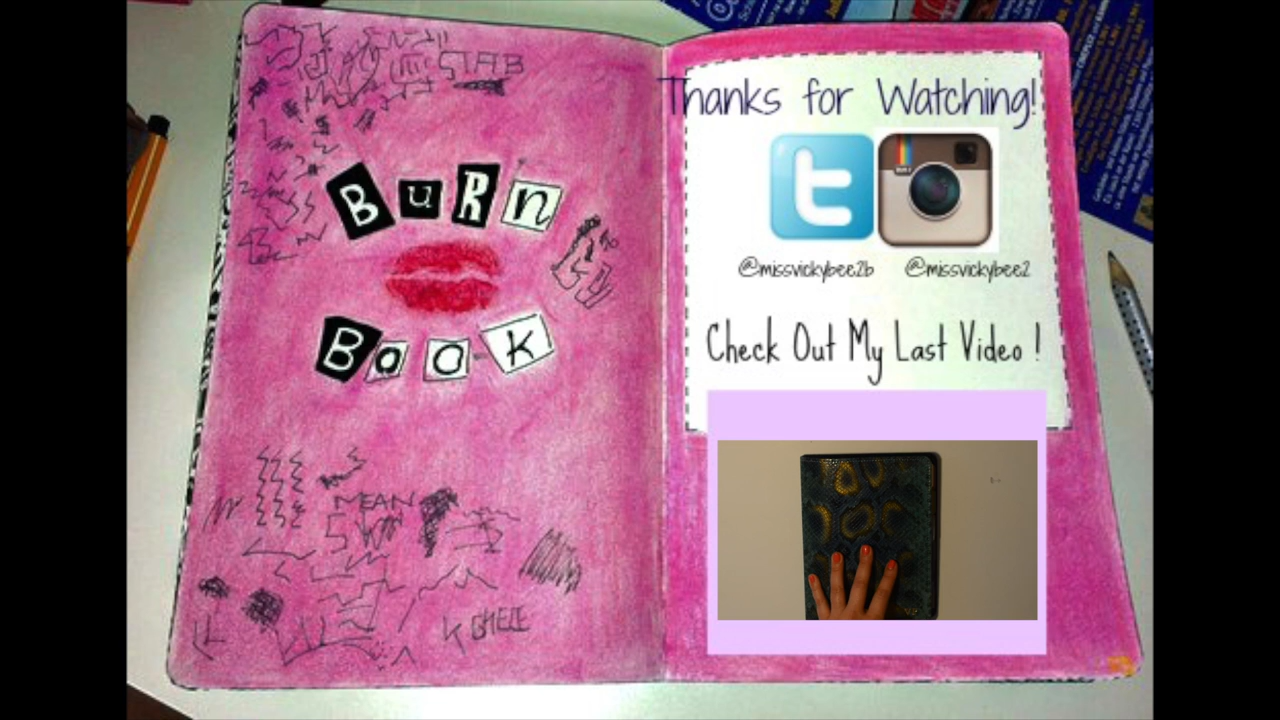 STAB
BuRn
Book
MEAN
Thanks for Watching!
@missvickybee2b @missvickybee2
Check Out My Last Video !